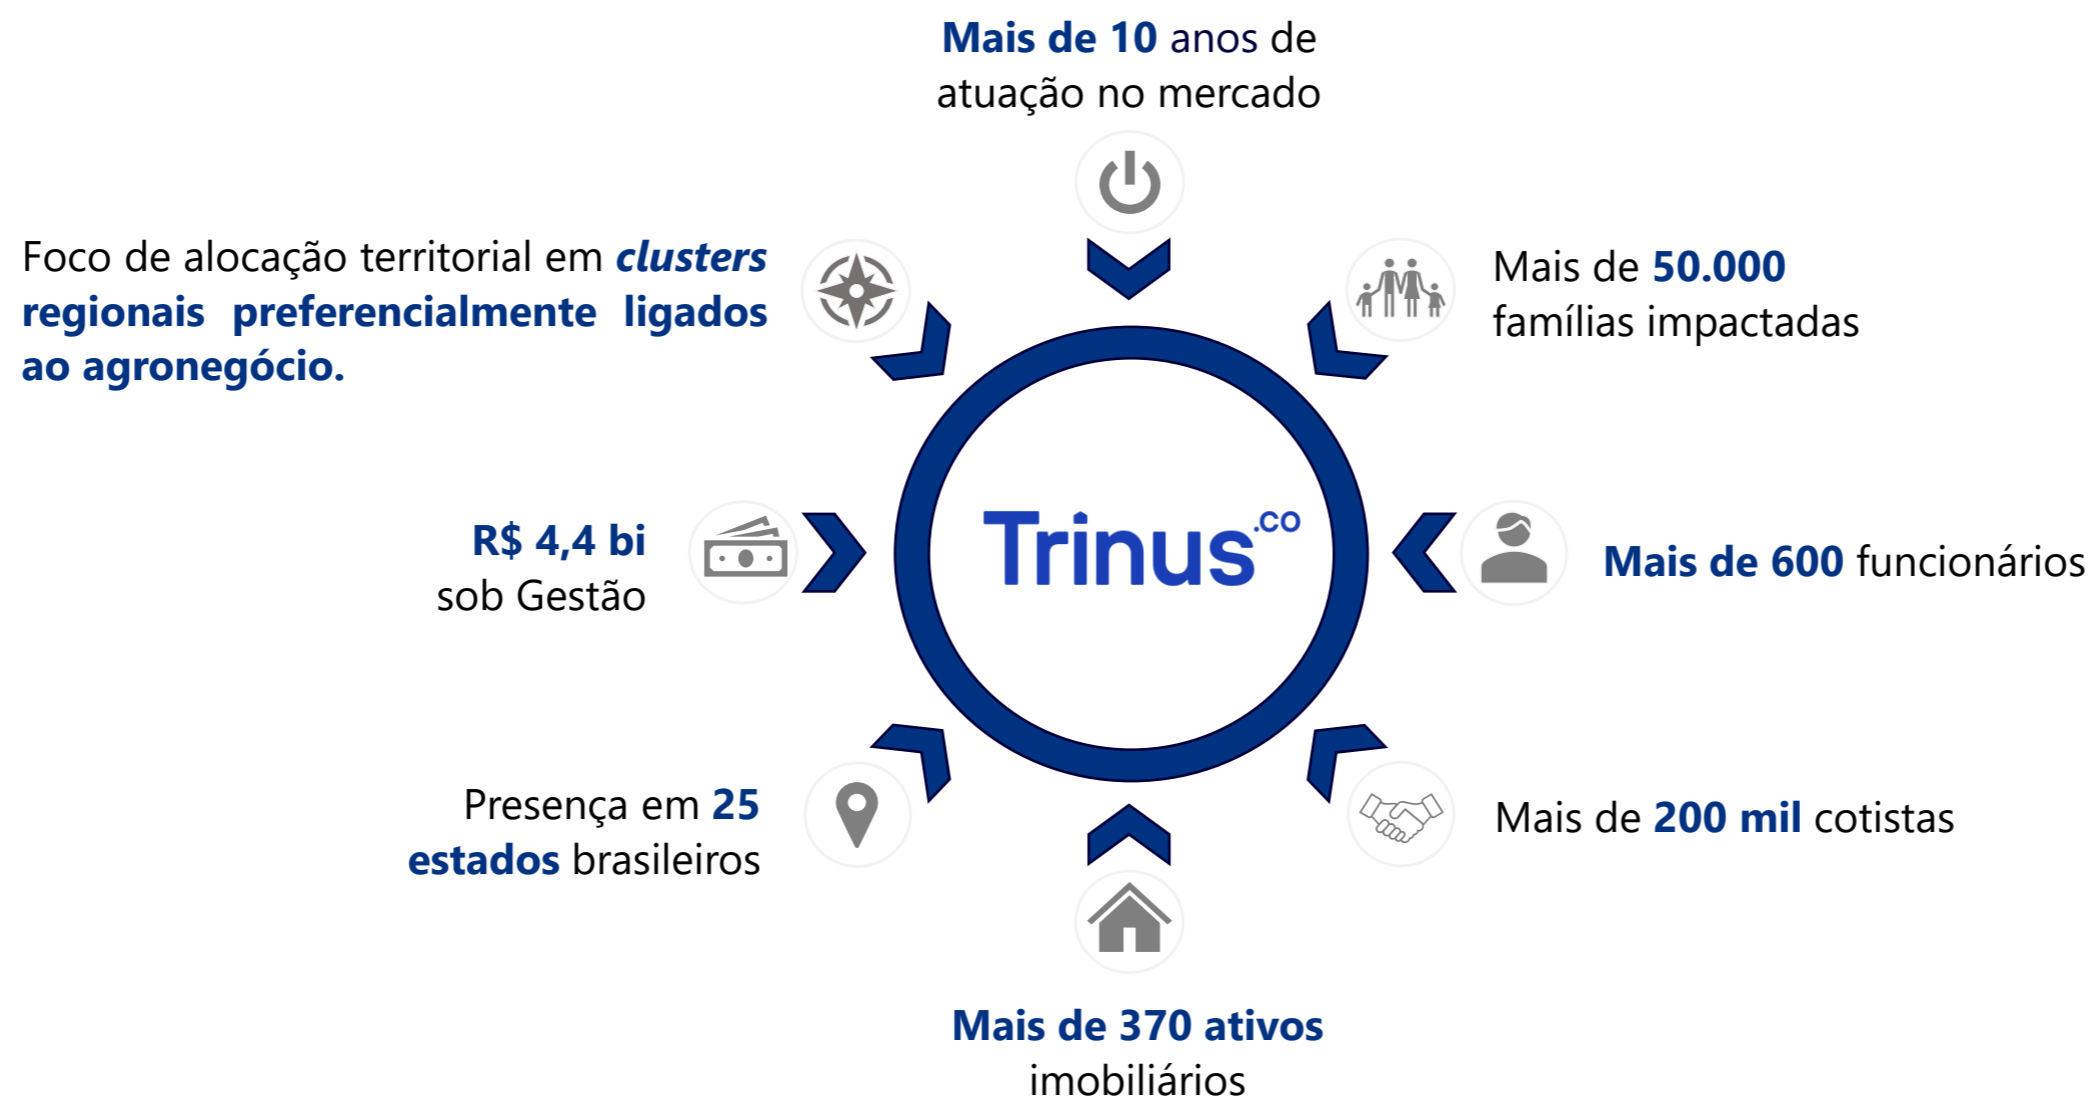 Mais de 10 anos de
atuação no mercado
Foco de alocação territorial em clusters
regionais preferencialmente ligados
ao agronegócio.
Mais de 50.000
famílias impactadas
R$ 4,4 bi
sob Gestão
Trinus.co
Mais de 600 funcionários
Presença em 25
estados brasileiros
Mais de 200 mil cotistas
Mais de 370 ativos
imobiliários